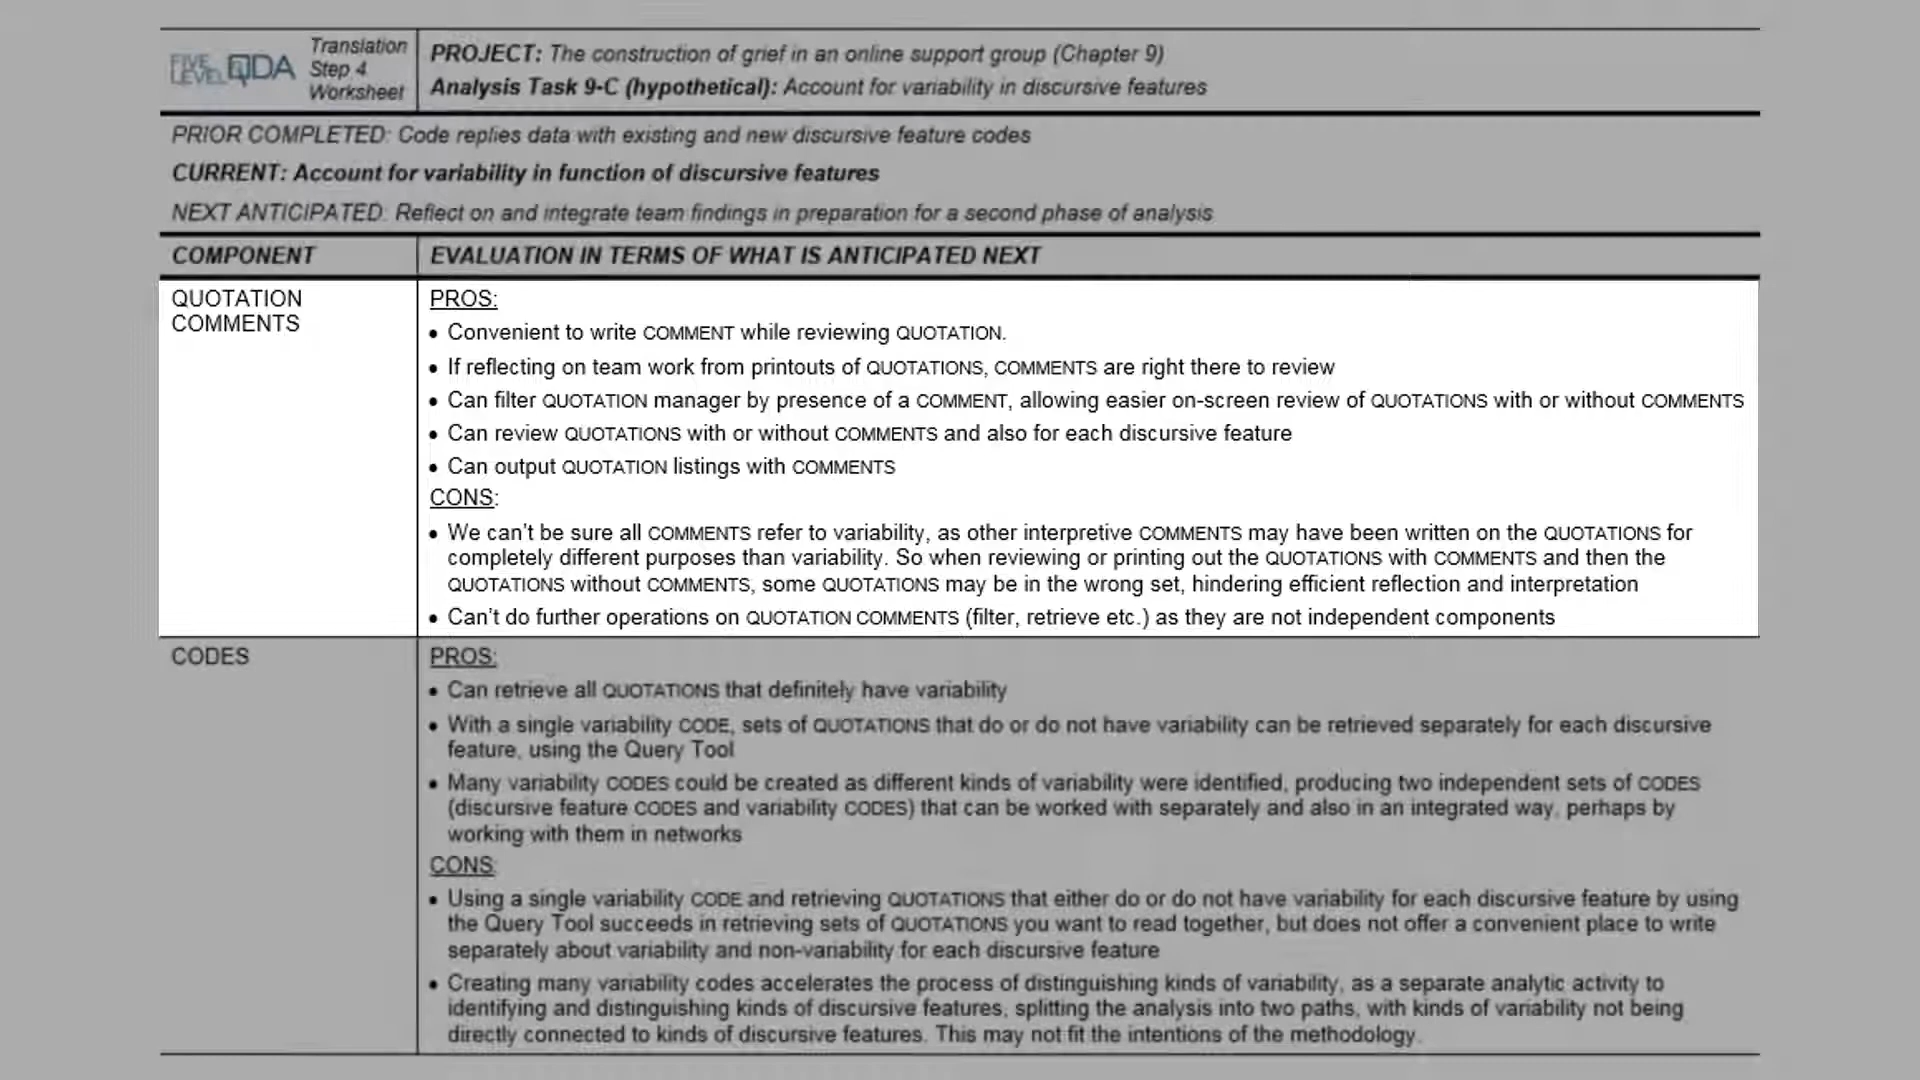 FIVE LEVEL QDA
Translation
Step 4
Worksheet
PROJECT: The construction of grief in an online support group (Chapter 9)
Analysis Task 9-C (hypothetical): Account for variability in discursive features
PRIOR COMPLETED: Code replies data with existing and new discursive feature codes
CURRENT: Account for variability in function of discursive features
NEXT ANTICIPATED: Reflect on and integrate team findings in preparation for a second phase of analysis
COMPONENT
EVALUATION IN TERMS OF WHAT IS ANTICIPATED NEXT
QUOTATION
COMMENTS
PROS:
• Convenient to write COMMENT while reviewing QUOTATION.
• If reflecting on team work from printouts of QUOTATIONS, COMMENTS are right there to review
• Can filter QUOTATION manager by presence of a COMMENT, allowing easier on-screen review of QUOTATIONS with or without COMMENTS
• Can review QUOTATIONS with or without COMMENTS and also for each discursive feature
• Can output QUOTATION listings with COMMENTS
CONS:
• We can't be sure all COMMENTS refer to variability, as other interpretive COMMENTS may have been written on the QUOTATIONS for
completely different purposes than variability. So when reviewing or printing out the QUOTATIONS with COMMENTS and then the
QUOTATIONS without COMMENTS, some QUOTATIONS may be in the wrong set, hindering efficient reflection and interpretation
• Can't do further operations on QUOTATION COMMENTS (filter, retrieve etc.) as they are not independent components
CODES
PROS:
• Can retrieve all QUOTATIONS that definitely have variability
• With a single variability CODE, sets of QUOTATIONS that do or do not have variability can be retrieved separately for each discursive
feature, using the Query Tool
• Many variability CODES could be created as different kinds of variability were identified, producing two independent sets of CODES
(discursive feature CODES and variability CODES) that can be worked with separately and also in an integrated way, perhaps by
working with them in networks
CONS:
• Using a single variability CODE and retrieving QUOTATIONS that either do or do not have variability for each discursive feature by using
the Query Tool succeeds in retrieving sets of QUOTATIONS you want to read together, but does not offer a convenient place to write
separately about variability and non-variability for each discursive feature
• Creating many variability codes accelerates the process of distinguishing kinds of variability, as a separate analytic activity to
identifying and distinguishing kinds of discursive features, splitting the analysis into two paths, with kinds of variability not being
directly connected to kinds of discursive features. This may not fit the intentions of the methodology.